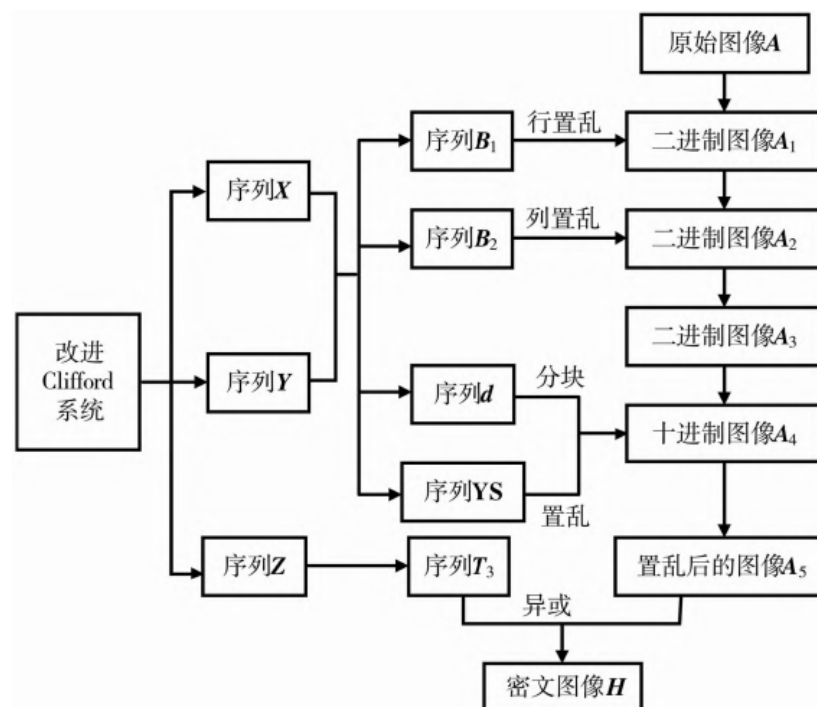 原始图像A
序列B₁
行置乱
二进制图像A₁
序列X
序列B₂
列置乱
二进制图像A₂
改进
Clifford
系统
序列Y
二进制图像A₃
序列d
分块
十进制图像A₄
序列YS
置乱
序列Z
序列T₃
置乱后的图像A₅
异或
密文图像H